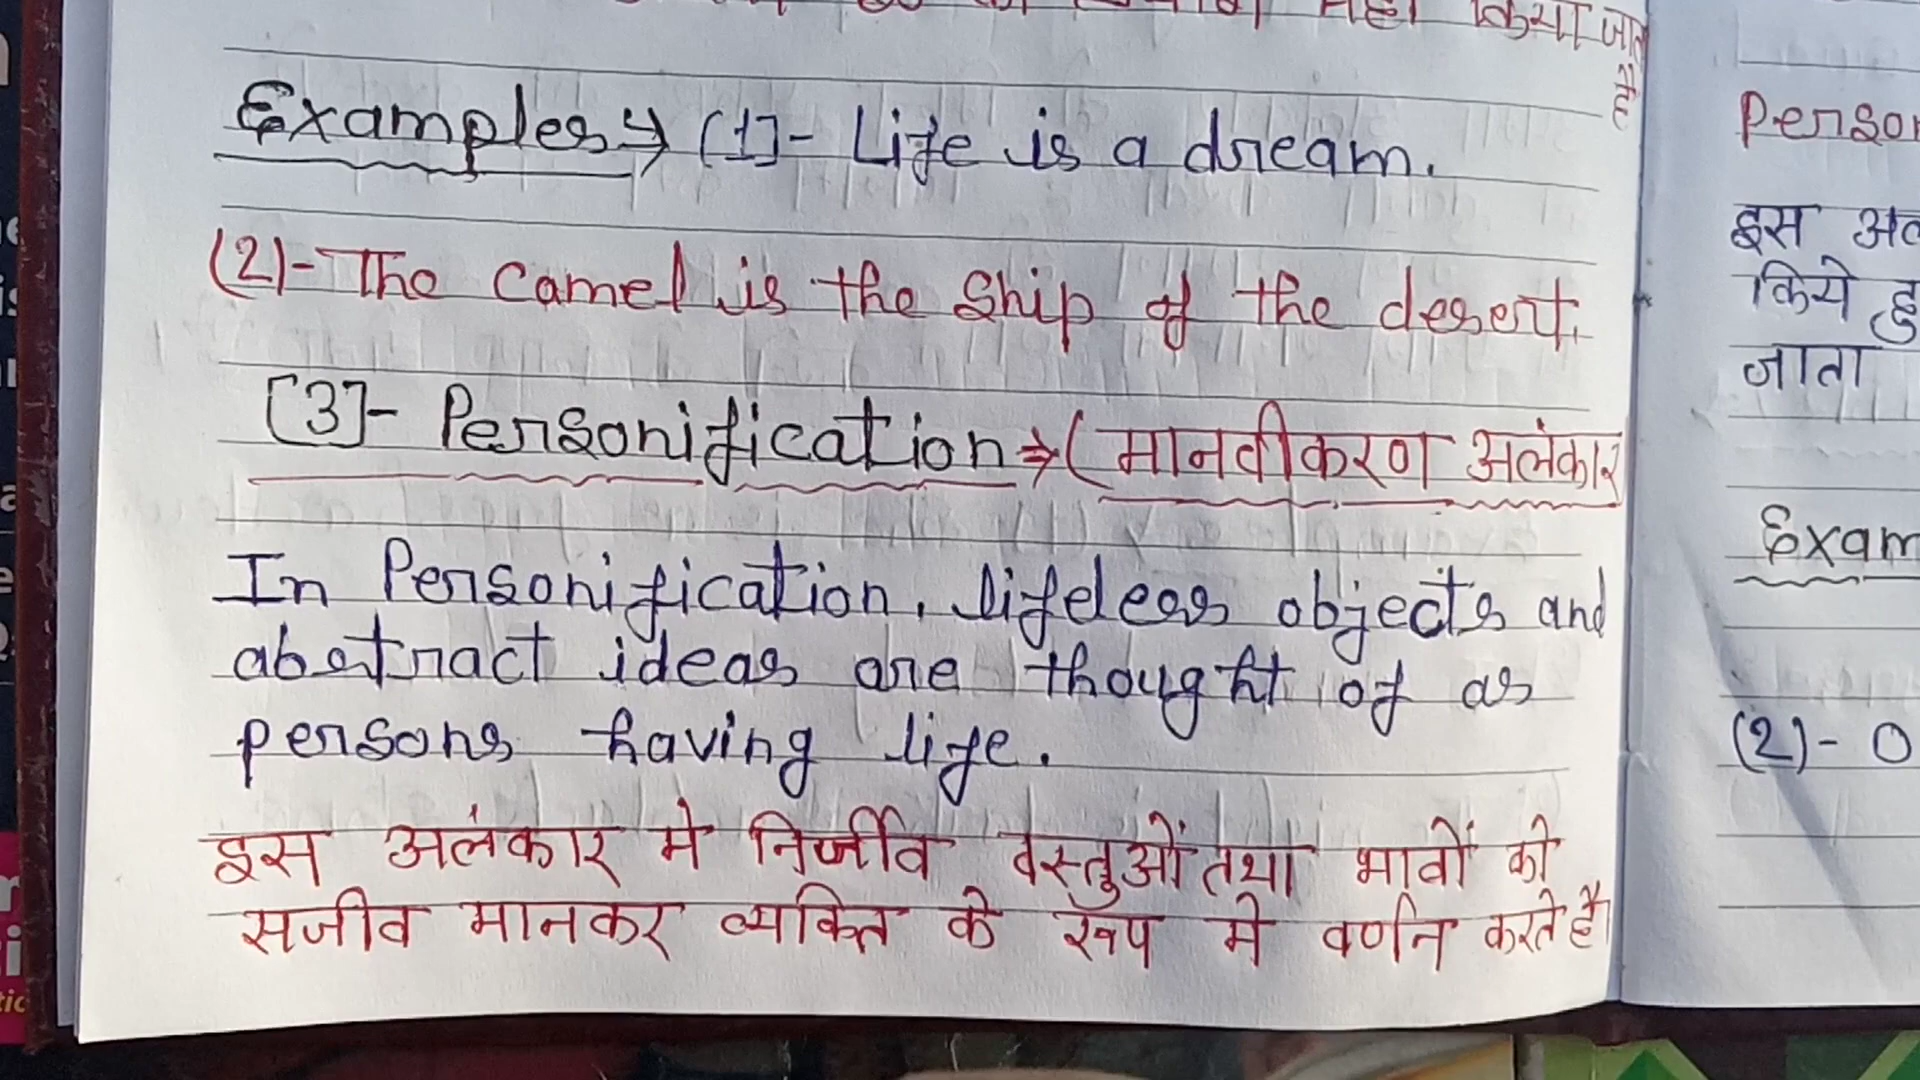 किया जाता
है
Examples⇒ (1)- Life is a dream.
(2)- The camel is the ship of the desert.
[3]- Personification⇒(मानवीकरण अलंकार
In Personification, lifeless objects and
abstract ideas are thought of as
persons having life.
इस अलंकार मे निर्जीव वस्तुओं तथा भावों को
सजीव मानकर व्यक्ति के रूप मे वर्णन करते है।
इस
किये
जाता
(2)-